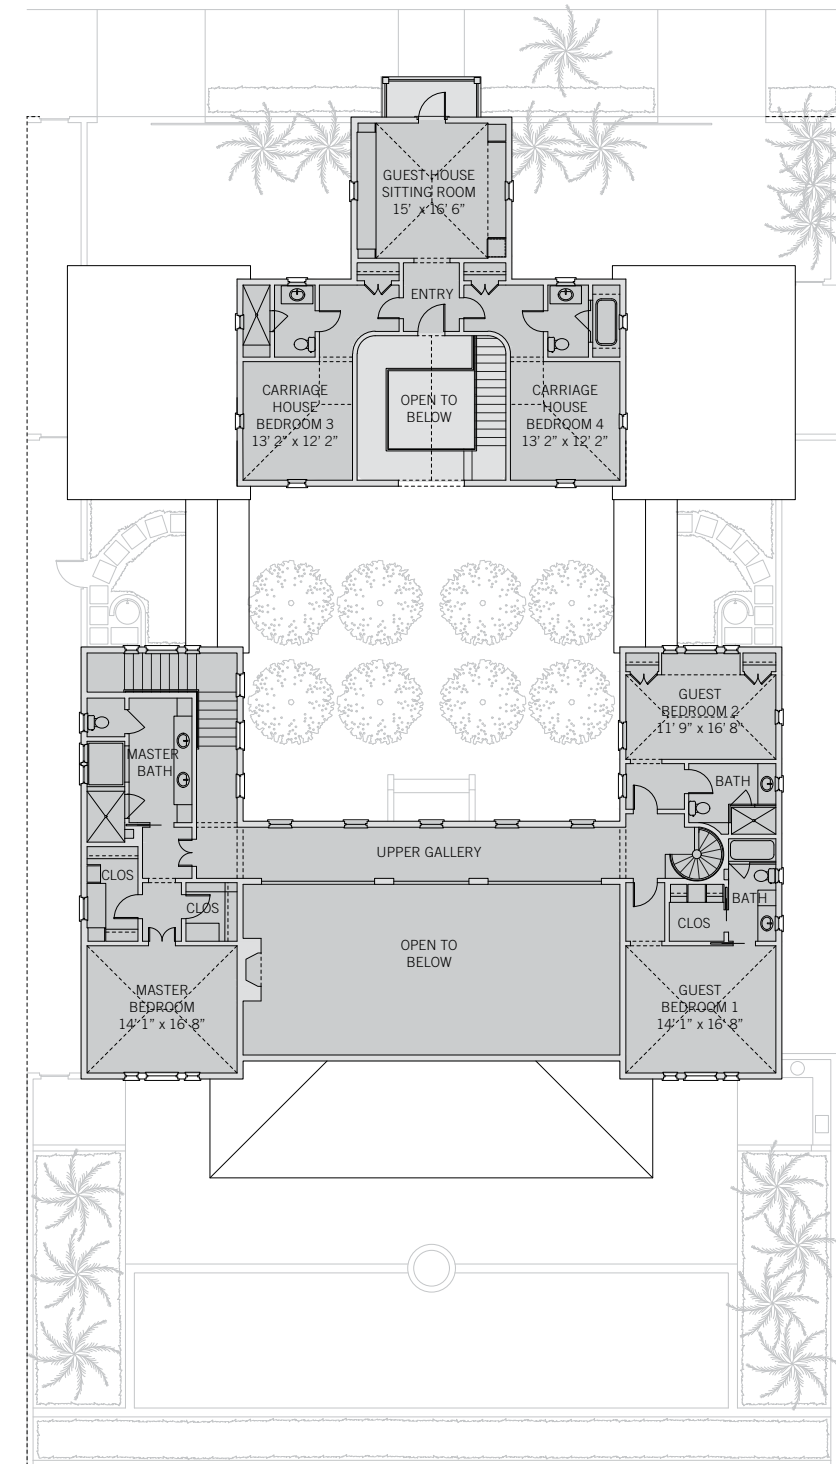 GUEST HOUSE
SITTING ROOM
15' x 16' 6"
ENTRY
CARRIAGE
HOUSE
BEDROOM 3
13' 2" x 12' 2"
OPEN TO
BELOW
CARRIAGE
HOUSE
BEDROOM 4
13' 2" x 12' 2"
GUEST
BEDROOM 2
11' 9" x 16' 8"
MASTER
BATH
BATH
UPPER GALLERY
CLOS
CLOS
BATH
CLOS
OPEN TO
BELOW
MASTER
BEDROOM
14' 1" x 16' 8"
GUEST
BEDROOM 1
14' 1" x 16' 8"